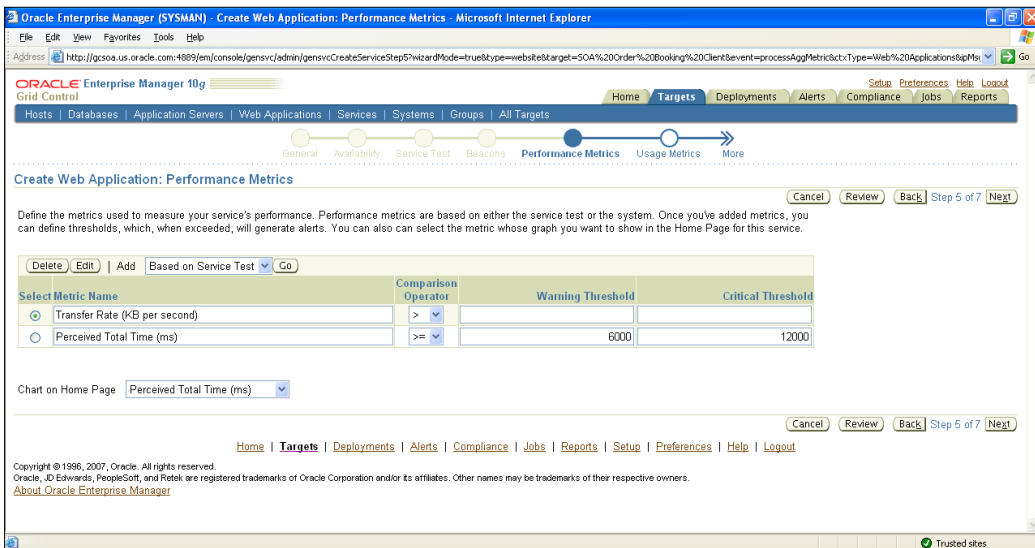 Oracle Enterprise Manager (SYSMAN) - Create Web Application: Performance Metrics - Microsoft Internet Explorer
File Edit View Favorites Tools Help
Address http://gcsoa.us.oracle.com:4889/em/console/gensvc/admin/gensvcCreateServiceStep5?wizardMode=true&type=website&target=SOA%20Order%20Booking%20Client&event=processAggMetric&ctxType=Web%20Applications&ipMsg Go
ORACLE Enterprise Manager 10g
Grid Control
Setup Preferences Help Logout
Home Targets Deployments Alerts Compliance Jobs Reports
Hosts | Databases | Application Servers | Web Applications | Services | Systems | Groups | All Targets
General Availability Service Test Beacons Performance Metrics Usage Metrics More
Create Web Application: Performance Metrics
Cancel Review Back Step 5 of 7 Next
Define the metrics used to measure your service's performance. Performance metrics are based on either the service test or the system. Once you've added metrics, you
can define thresholds, which, when exceeded, will generate alerts. You can also can select the metric whose graph you want to show in the Home Page for this service.
Delete Edit | Add Based on Service Test Go
Select Metric Name Comparison Operator Warning Threshold Critical Threshold
Transfer Rate (KB per second) >
Perceived Total Time (ms) >= 6000 12000
Chart on Home Page Perceived Total Time (ms)
Cancel Review Back Step 5 of 7 Next
Home | Targets | Deployments | Alerts | Compliance | Jobs | Reports | Setup | Preferences | Help | Logout
Copyright © 1996, 2007, Oracle. All rights reserved.
Oracle, JD Edwards, PeopleSoft, and Retek are registered trademarks of Oracle Corporation and/or its affiliates. Other names may be trademarks of their respective owners.
About Oracle Enterprise Manager
Trusted sites